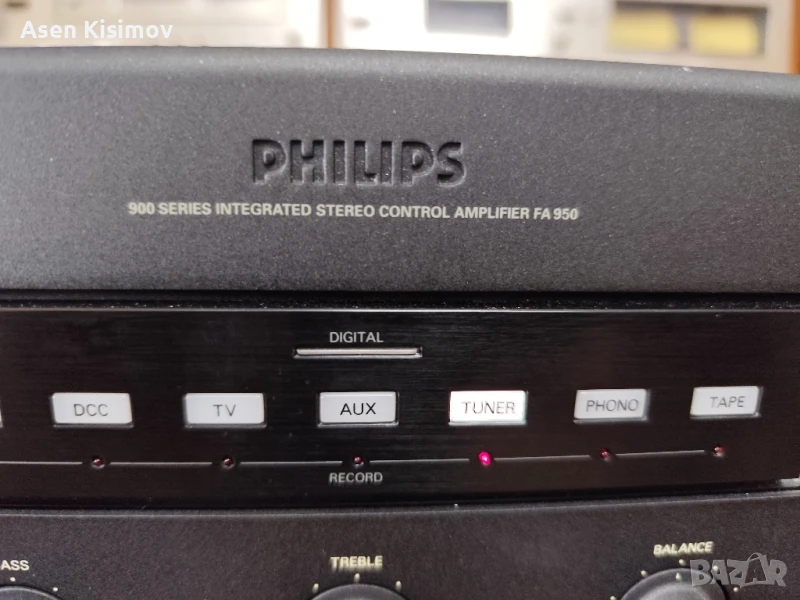 Asen Kisimov
PHILIPS
900 SERIES INTEGRATED STEREO CONTROL AMPLIFIER FA 950
DIGITAL
DCC TV AUX TUNER PHONO TAPE
RECORD
ASS TREBLE BALANCE
BAZAR